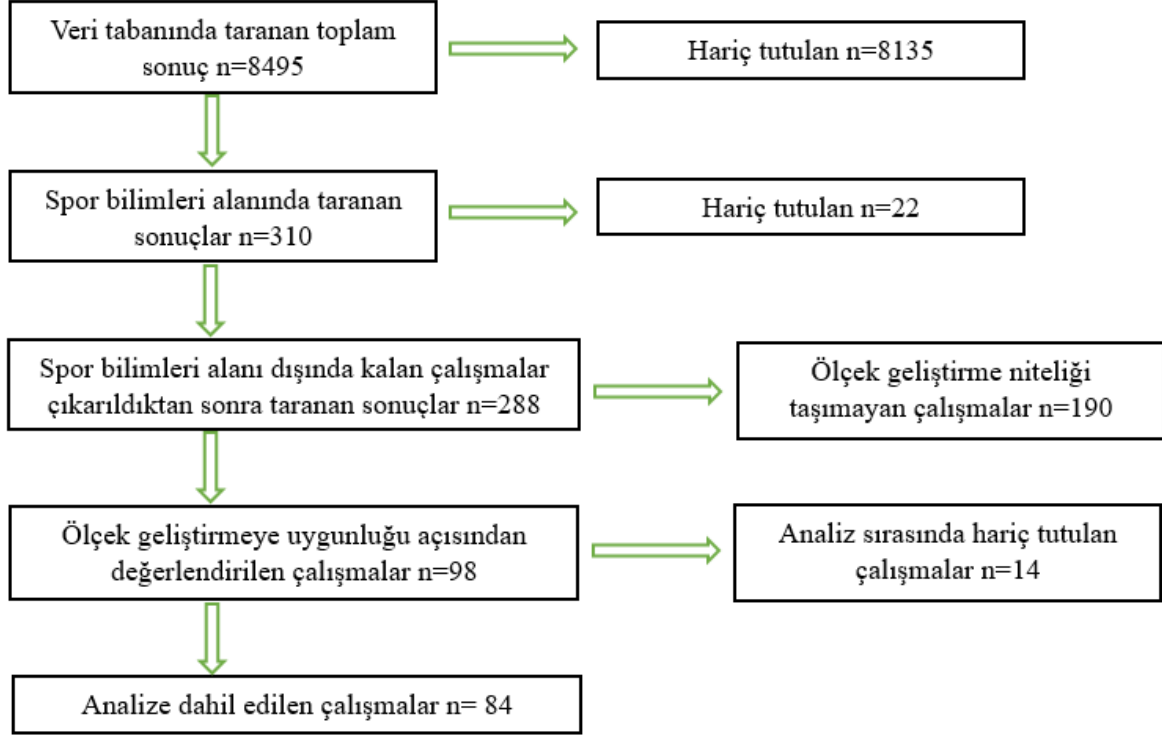 Veri tabanında taranan toplam
sonuç n=8495
Hariç tutulan n=8135
Spor bilimleri alanında taranan
sonuçlar n=310
Hariç tutulan n=22
Spor bilimleri alanı dışında kalan çalışmalar
çıkarıldıktan sonra taranan sonuçlar n=288
Ölçek geliştirme niteliği
taşımayan çalışmalar n=190
Ölçek geliştirmeye uygunluğu açısından
değerlendirilen çalışmalar n=98
Analiz sırasında hariç tutulan
çalışmalar n=14
Analize dahil edilen çalışmalar n= 84